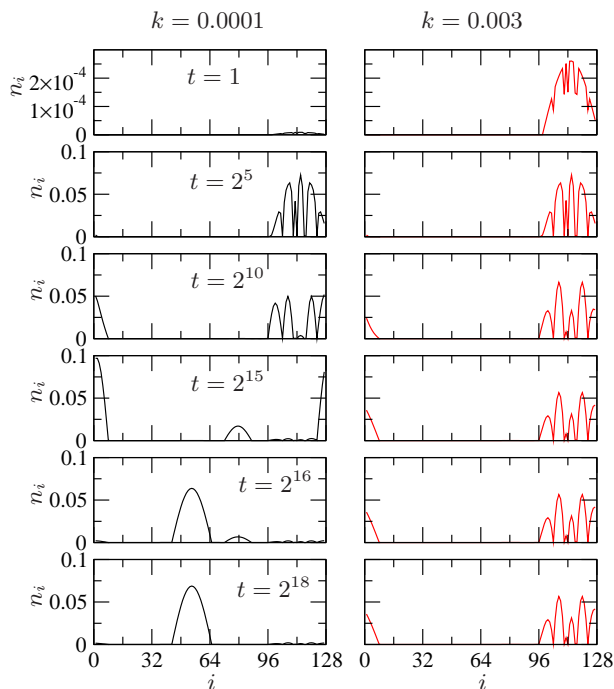 k = 0.0001 k = 0.003
n_i 2×10^-4 1×10^-4 0 t = 1
n_i 0.1 0.05 0 t = 2^5
n_i 0.1 0.05 0 t = 2^10
n_i 0.1 0.05 0 t = 2^15
n_i 0.1 0.05 0 t = 2^16
n_i 0.1 0.05 0 t = 2^18
0 32 64 96 128 0 32 64 96 128
i i